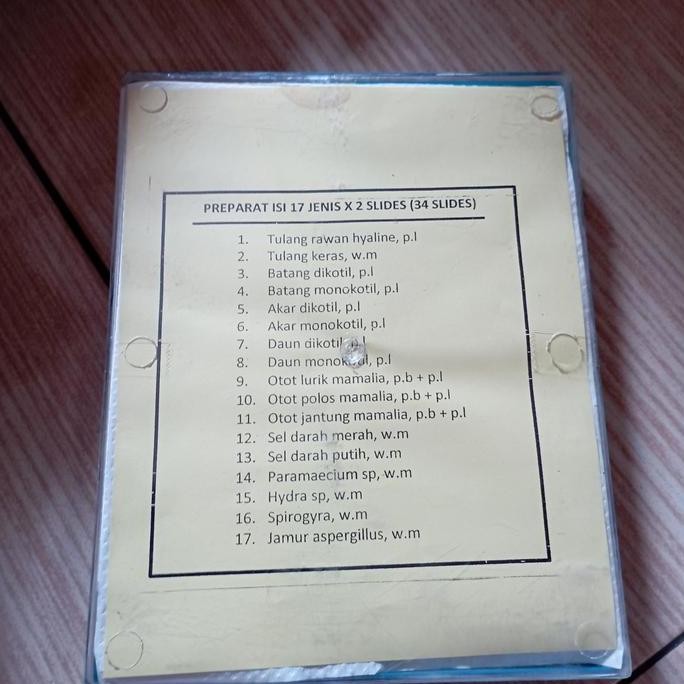 PREPARAT ISI 17 JENIS X 2 SLIDES (34 SLIDES)
1. Tulang rawan hyaline, p.l
2. Tulang keras, w.m
3. Batang dikotil, p.l
4. Batang monokotil, p.l
5. Akar dikotil, p.l
6. Akar monokotil, p.l
7. Daun dikotil
8. Daun monokotil, p.l
9. Otot lurik mamalia, p.b + p.l
10. Otot polos mamalia, p.b + p.l
11. Otot jantung mamalia, p.b + p.l
12. Sel darah merah, w.m
13. Sel darah putih, w.m
14. Paramaecium sp, w.m
15. Hydra sp, w.m
16. Spirogyra, w.m
17. Jamur aspergillus, w.m